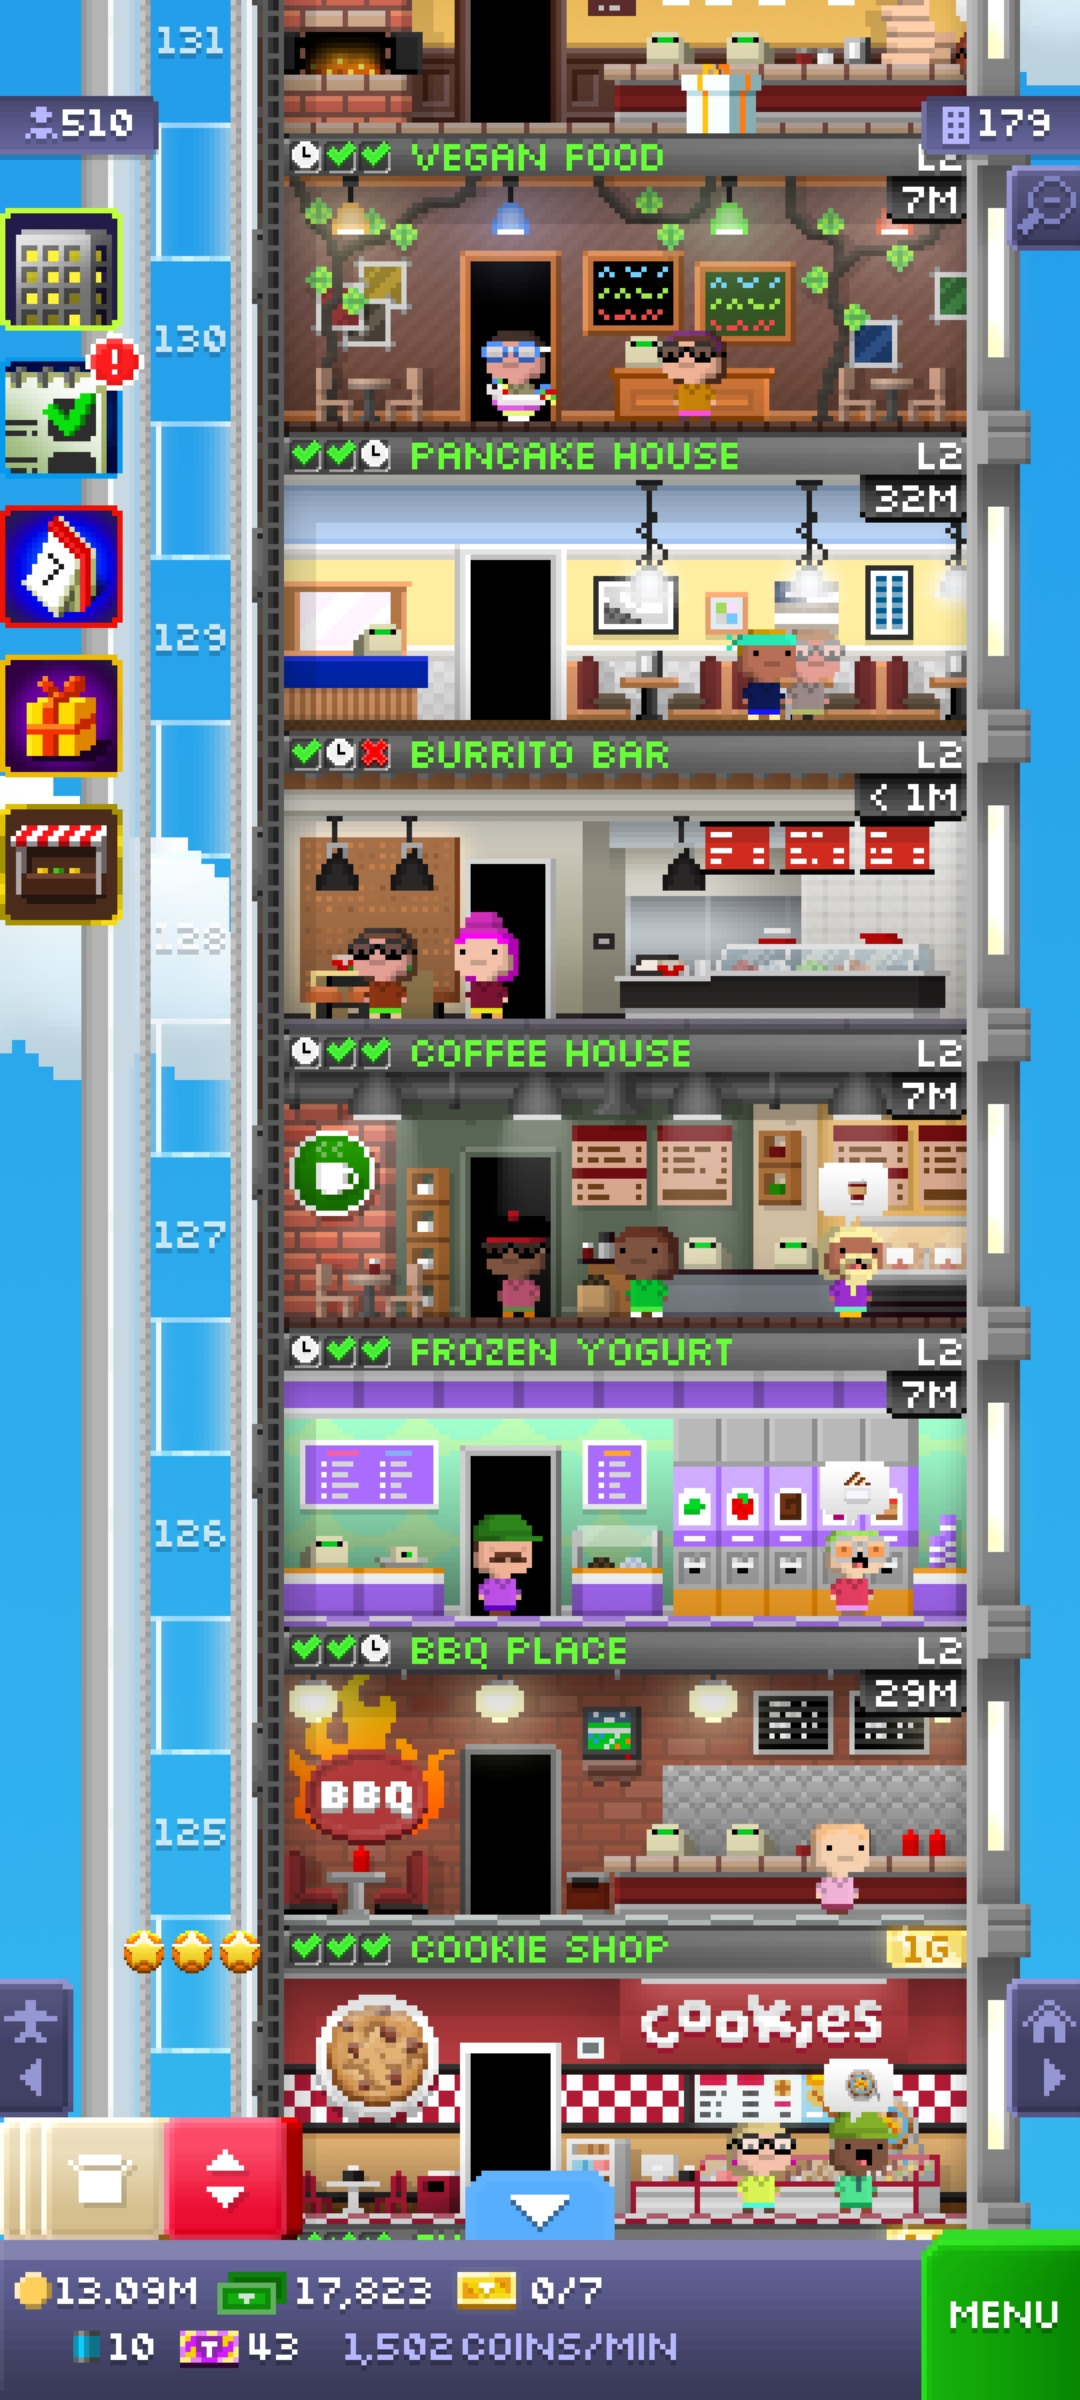 131
510
179
VEGAN FOOD L2
7M
130
PANCAKE HOUSE L2
32M
7
129
BURRITO BAR L2
< 1M
128
COFFEE HOUSE L2
7M
127
FROZEN YOGURT L2
7M
126
BBQ PLACE L2
29M
BBQ
125
COOKIE SHOP 1G
cookies
13.09M 17,823 0/7
MENU
10 T 43 1,502 COINS/MIN